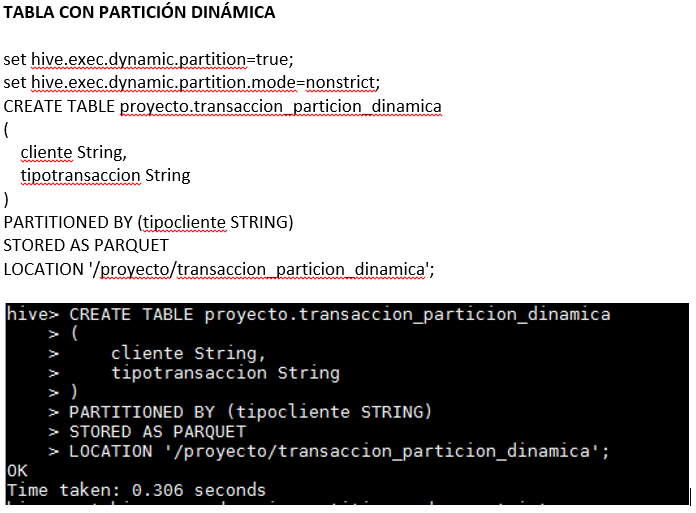 TABLA CON PARTICIÓN DINÁMICA
set hive.exec.dynamic.partition=true;
set hive.exec.dynamic.partition.mode=nonstrict;
CREATE TABLE proyecto.transaccion_particion_dinamica
(
cliente String,
tipotransaccion String
)
PARTITIONED BY (tipocliente STRING)
STORED AS PARQUET
LOCATION '/proyecto/transaccion_particion_dinamica';
hive> CREATE TABLE proyecto.transaccion_particion_dinamica
> (
> cliente String,
> tipotransaccion String
> )
> PARTITIONED BY (tipocliente STRING)
> STORED AS PARQUET
> LOCATION '/proyecto/transaccion_particion_dinamica';
OK
Time taken: 0.306 seconds